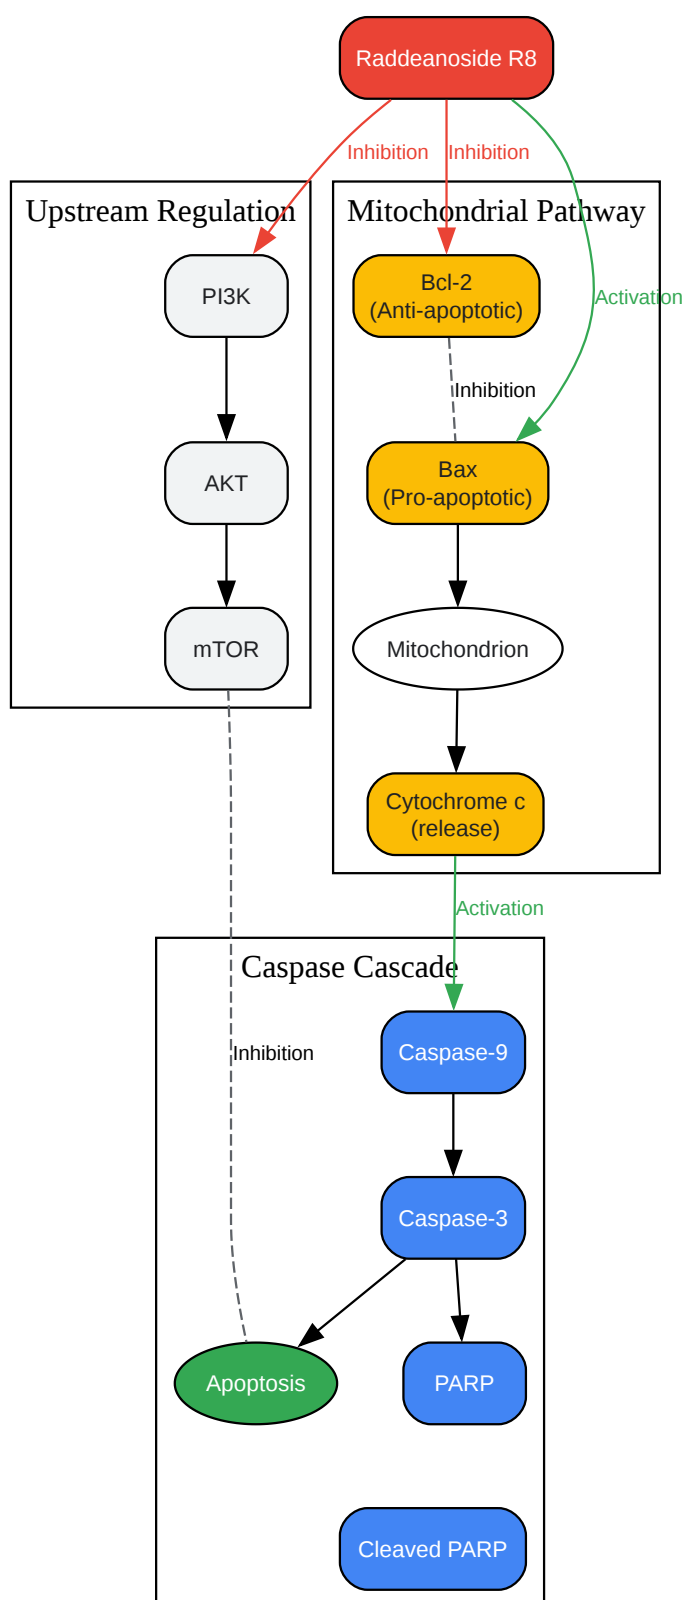 Raddeanoside R8
Inhibition
Inhibition
Upstream Regulation
Mitochondrial Pathway
PI3K
Bcl-2
(Anti-apoptotic)
Activation
Inhibition
AKT
Bax
(Pro-apoptotic)
mTOR
Mitochondrion
Cytochrome c
(release)
Activation
Caspase Cascade
Caspase-9
Inhibition
Caspase-3
Apoptosis
PARP
Cleaved PARP